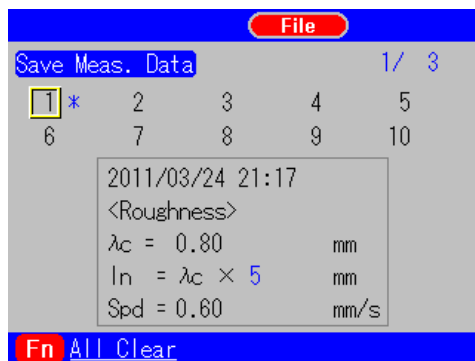 File
Save Meas. Data 1/ 3
1 * 2 3 4 5
6 7 8 9 10
2011/03/24 21:17
<Roughness>
λc = 0.80 mm
ln = λc × 5 mm
Spd = 0.60 mm/s
Fn All Clear